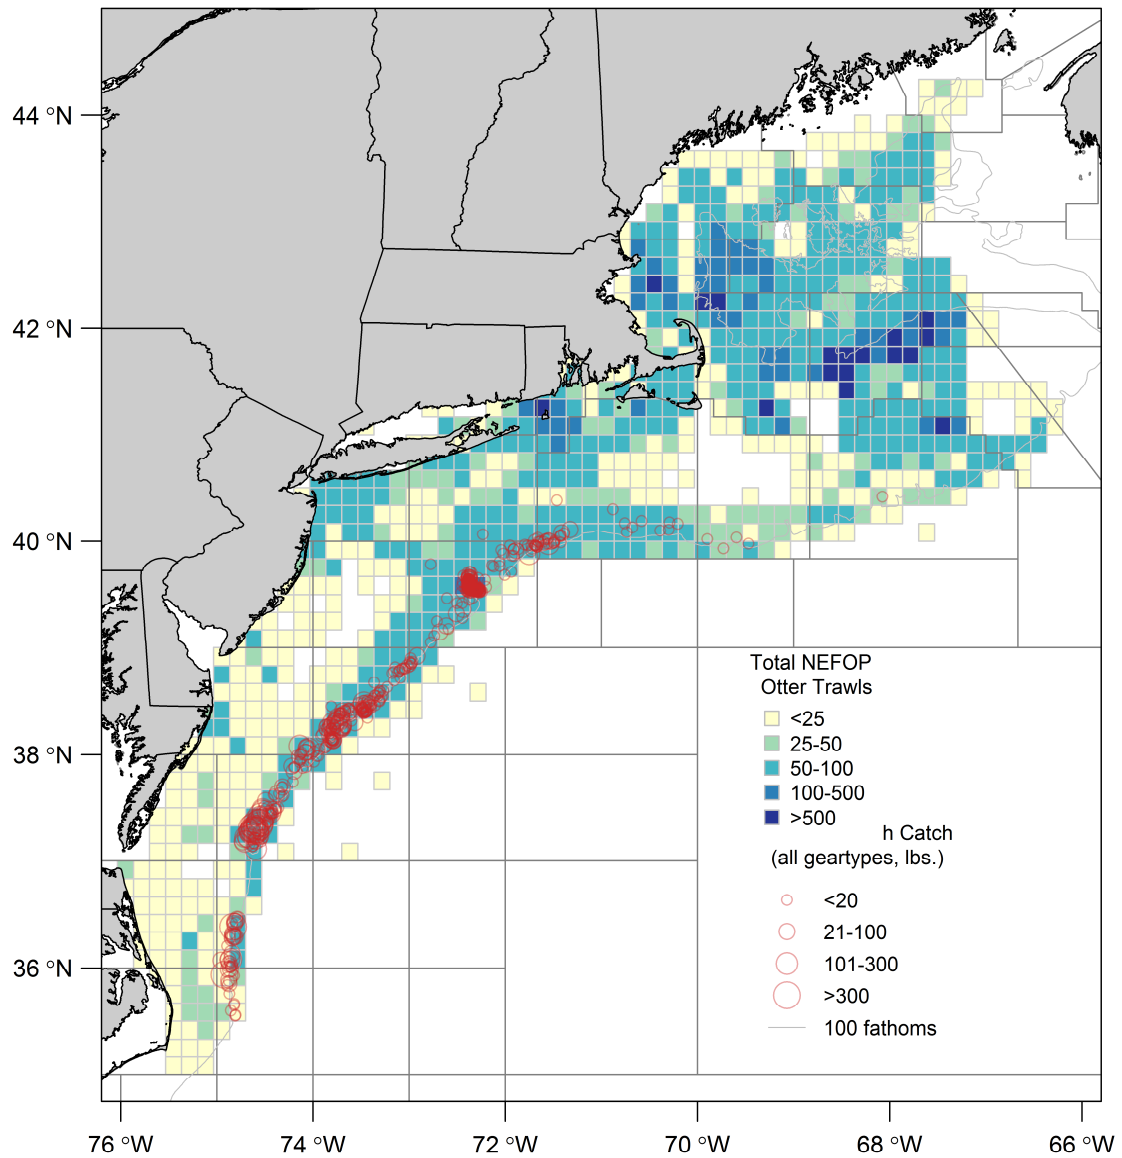 44 °N
42 °N
40 °N
38 °N
36 °N
Total NEFOP
Otter Trawls
<25
25-50
50-100
100-500
>500
h Catch
(all geartypes, lbs.)
<20
21-100
101-300
>300
100 fathoms
76 °W
74 °W
72 °W
70 °W
68 °W
66 °W